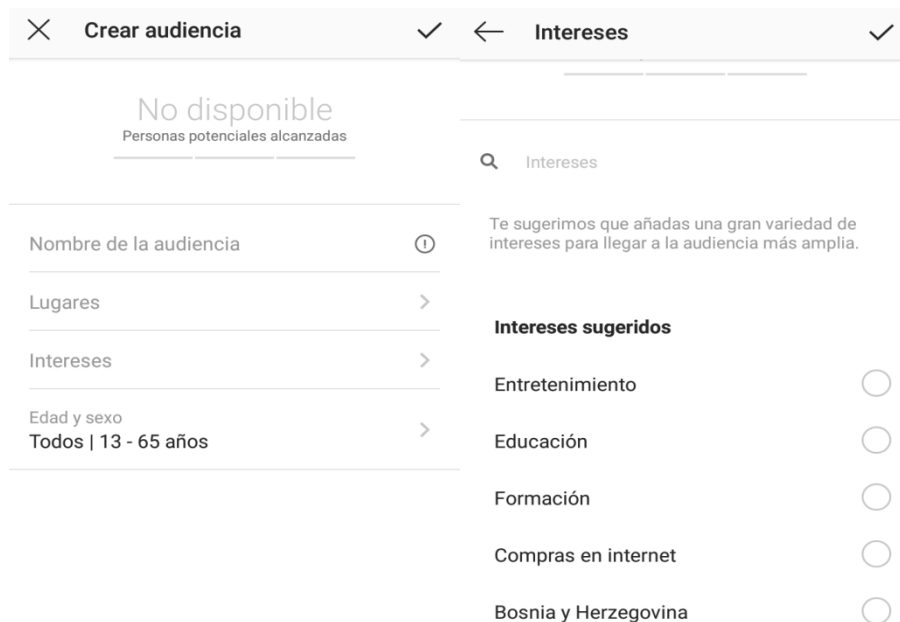 Crear audiencia
No disponible
Personas potenciales alcanzadas
Nombre de la audiencia
Lugares
Intereses
Edad y sexo
Todos | 13 - 65 años
Intereses
Intereses
Te sugerimos que añadas una gran variedad de
intereses para llegar a la audiencia más amplia.
Intereses sugeridos
Entretenimiento
Educación
Formación
Compras en internet
Bosnia y Herzegovina